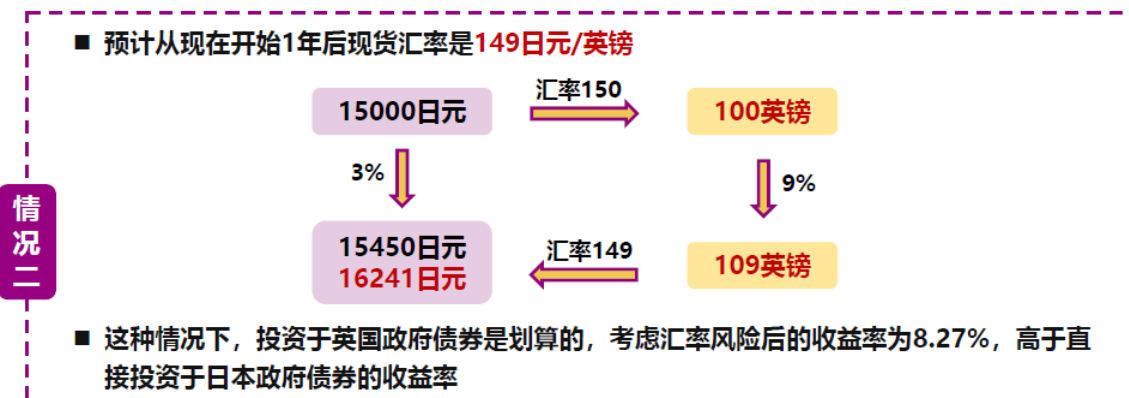 ■ 预计从现在开始1年后现货汇率是149日元/英镑
汇率150
15000日元
100英镑
3%
9%
情况二
15450日元
16241日元
汇率149
109英镑
■ 这种情况下，投资于英国政府债券是划算的，考虑汇率风险后的收益率为8.27%，高于直
接投资于日本政府债券的收益率